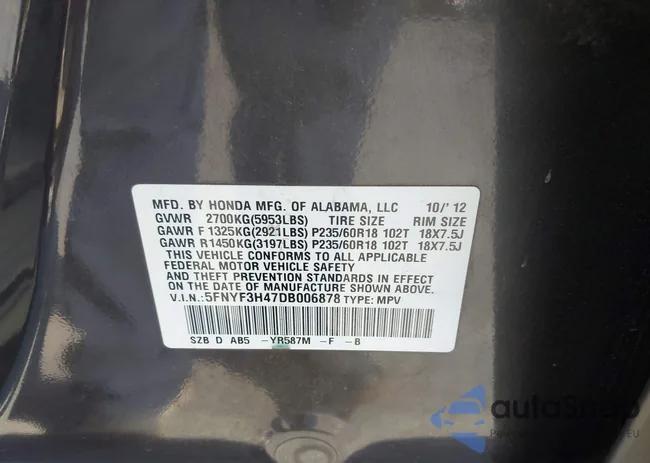 MFD. BY HONDA MFG. OF ALABAMA, LLC 10/'12
GVWR 2700KG(5953LBS) TIRE SIZE RIM SIZE
GAWR F 1325KG(2921LBS) P235/60R18 102T 18X7.5J
GAWR R1450KG(3197LBS) P235/60R18 102T 18X7.5J
THIS VEHICLE CONFORMS TO ALL APPLICABLE
FEDERAL MOTOR VEHICLE SAFETY
AND THEFT PREVENTION STANDARDS IN EFFECT
ON THE DATE OF MANUFACTURE SHOWN ABOVE.
V.I.N.:5FNYF3H47DB006878 TYPE: MPV
SZB D AB5 -YR587M -F -B
autoSnap